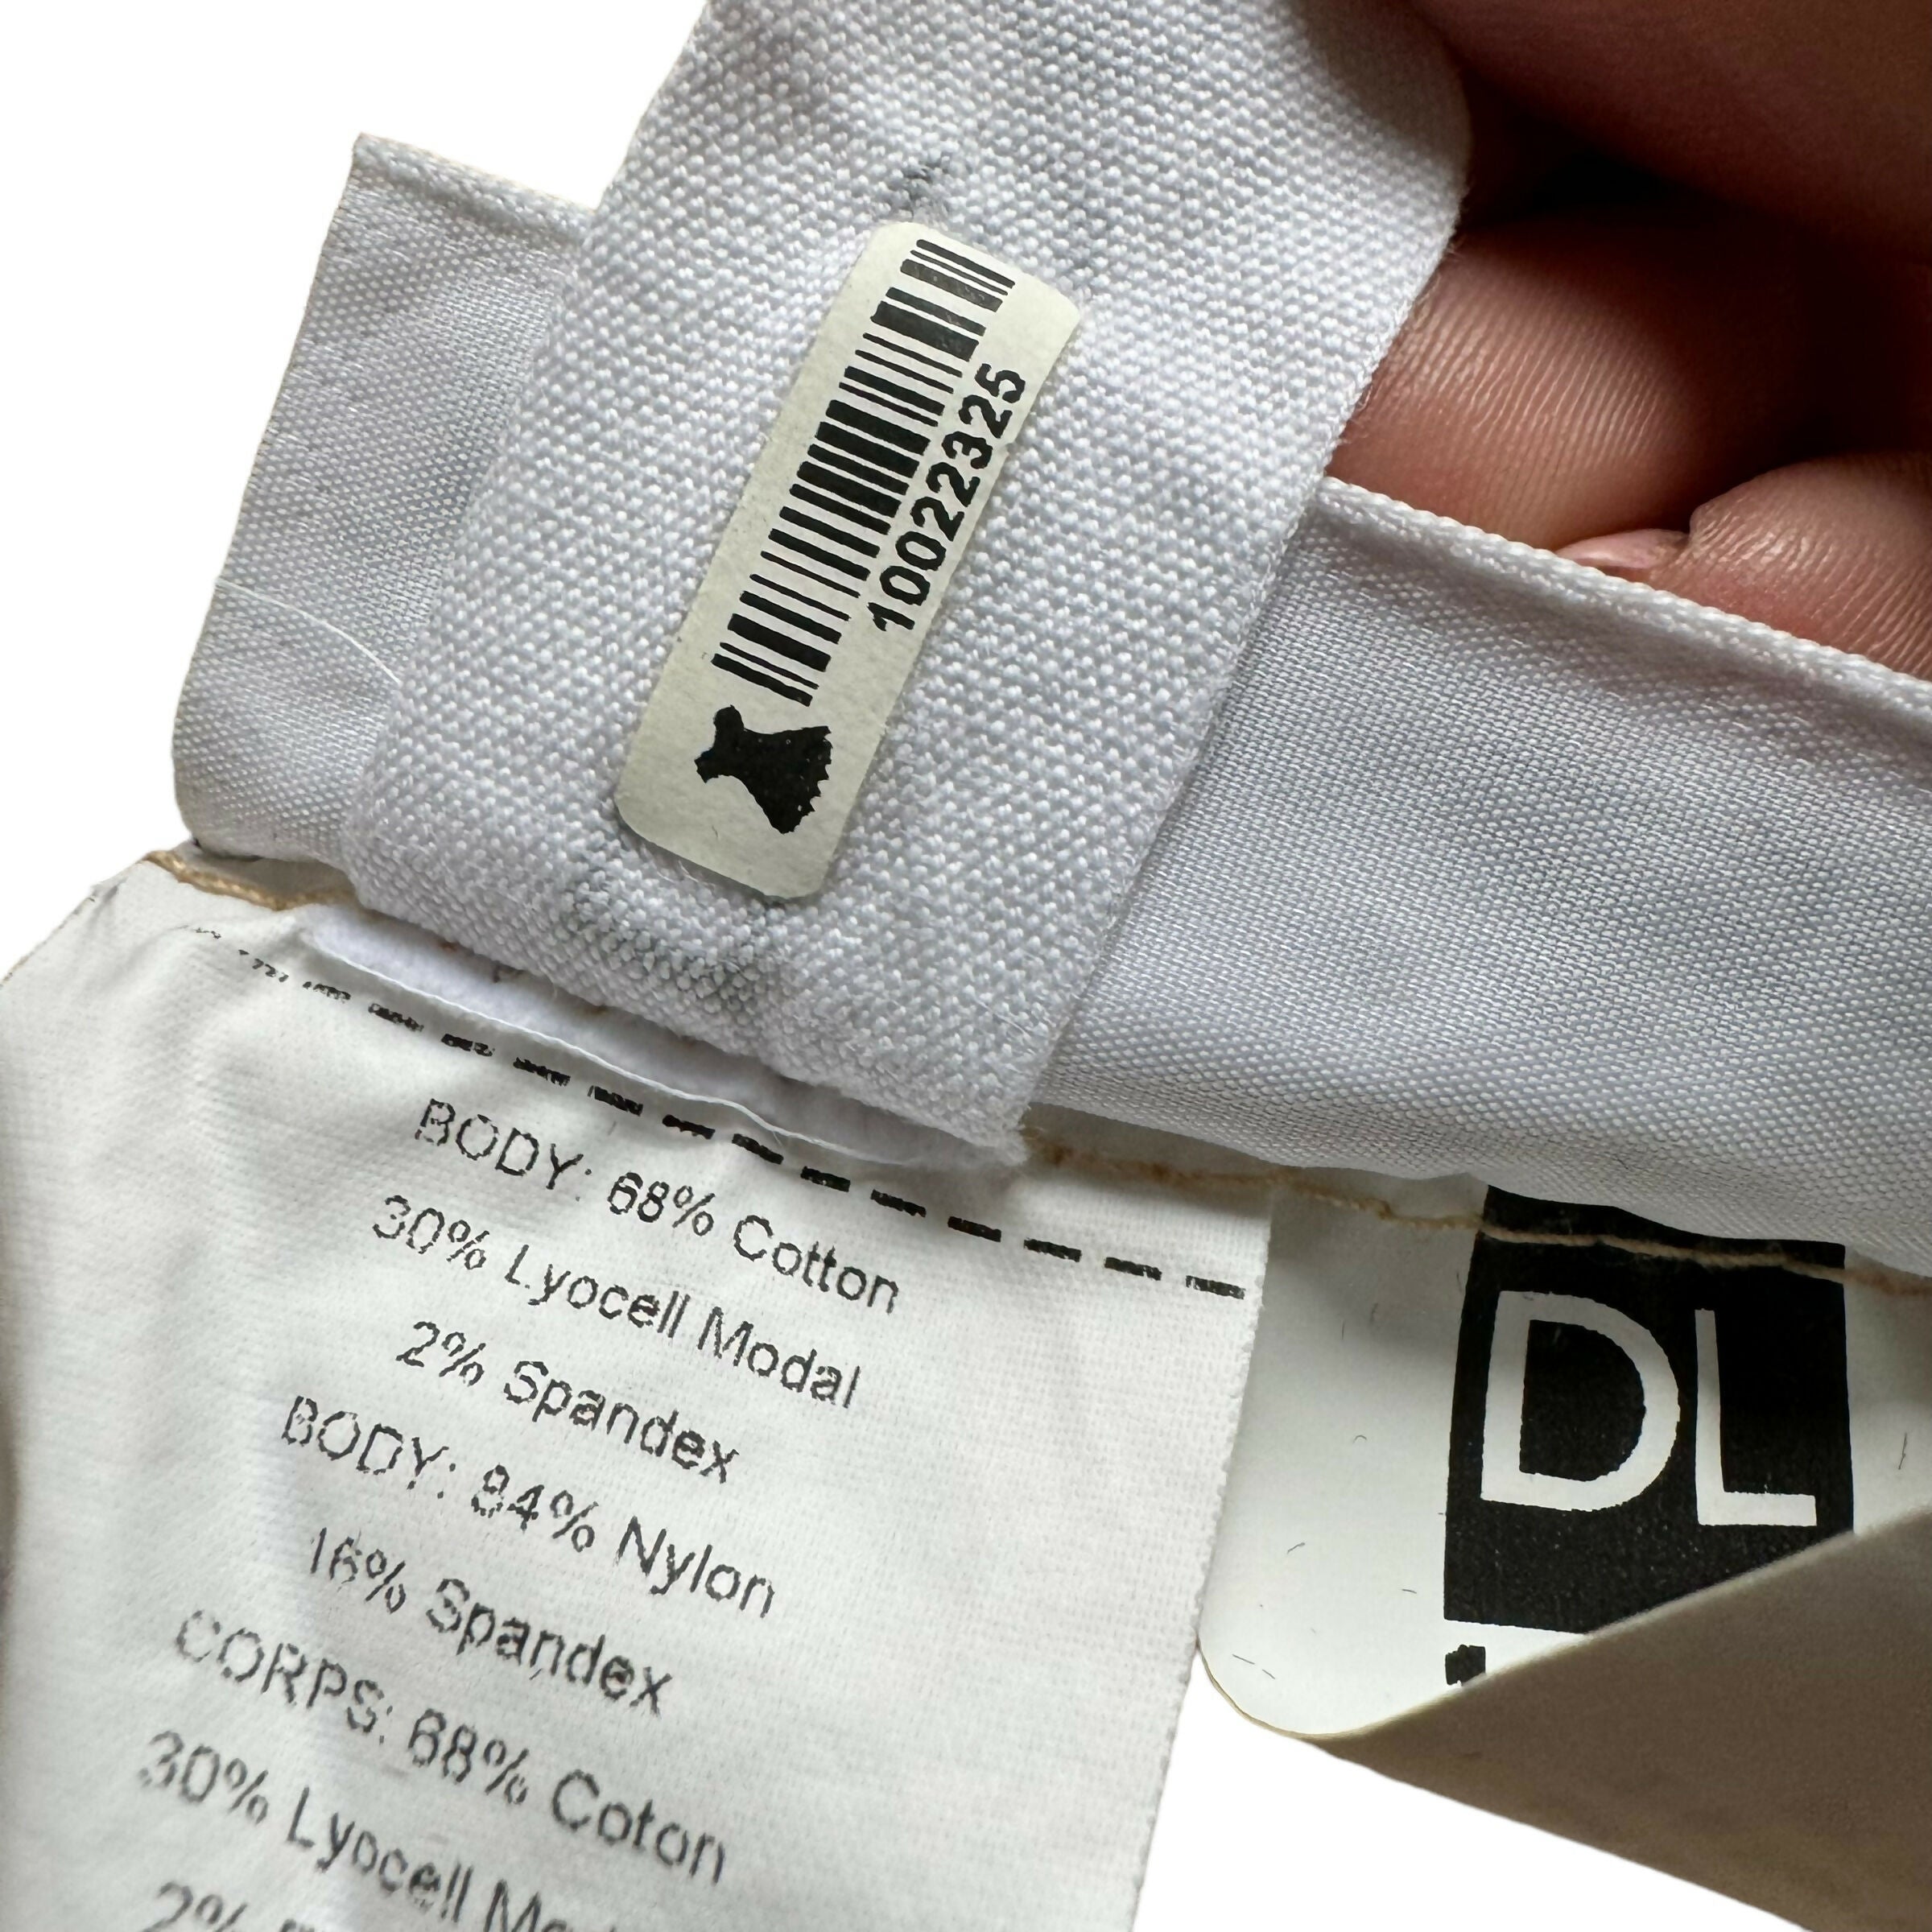 10022325
BODY: 68% Cotton
30% Lyocell Modal
2% Spandex
BODY: 84% Nylon
16% Spandex
CORPS: 68% Coton
30% Lyocell
2%
DL